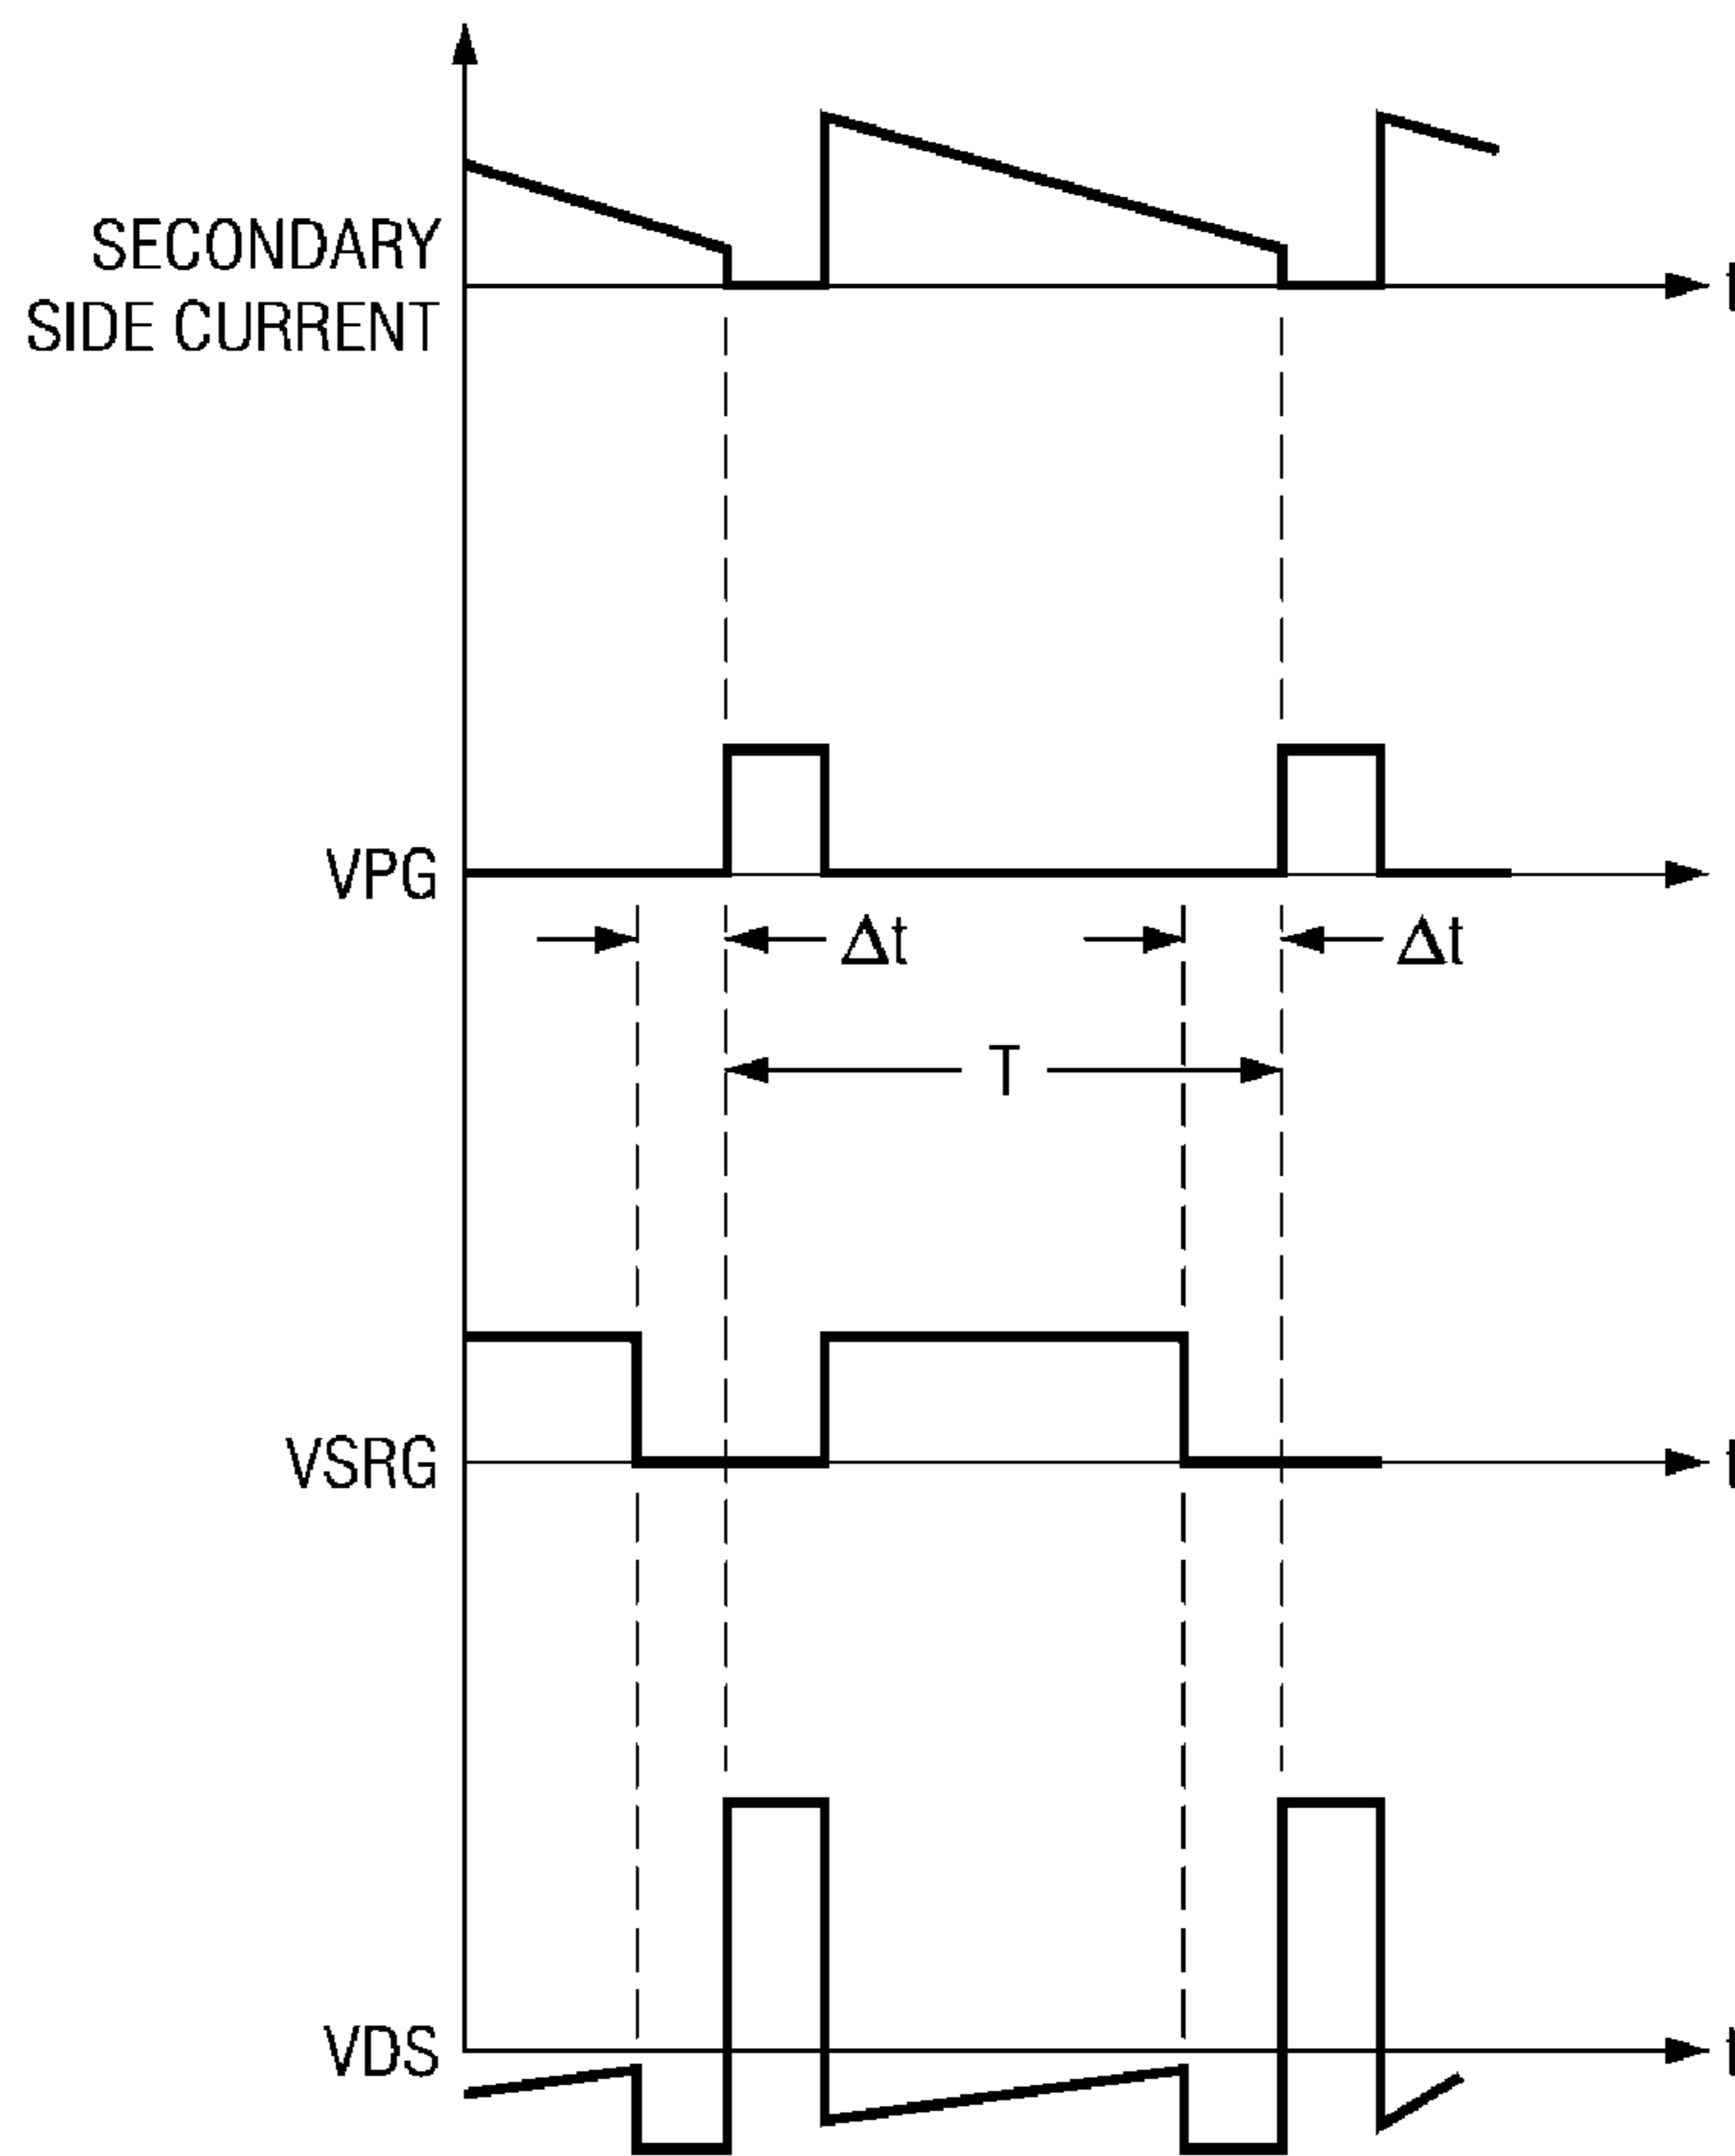 SECONDARY
SIDE CURRENT
t
VPG
Δt
Δt
T
VSRG
t
VDS
t